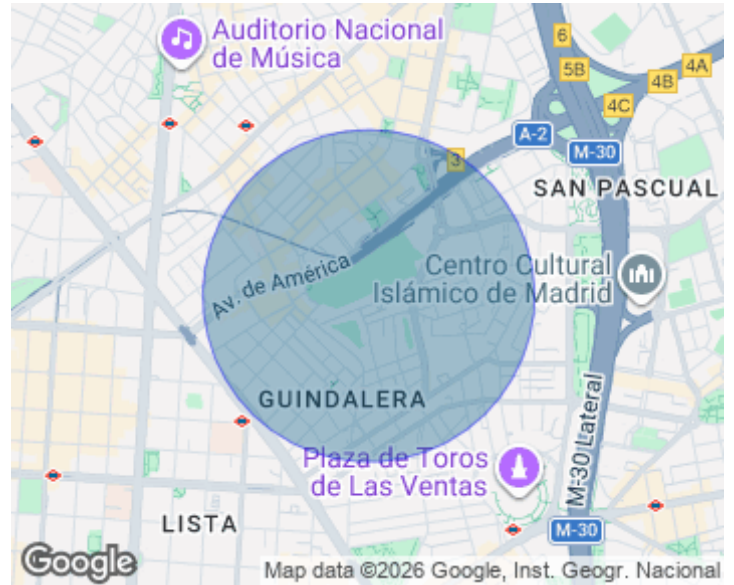 Auditorio Nacional
de Música
6
5B
4A
4B
4C
A-2
M-30
3
SAN PASCUAL
Centro Cultural
Islámico de Madrid
Av. de América
GUINDALERA
Plaza de Toros
de Las Ventas
M-30 Lateral
LISTA
M-30
Google
Map data ©2026 Google, Inst. Geogr. Nacional